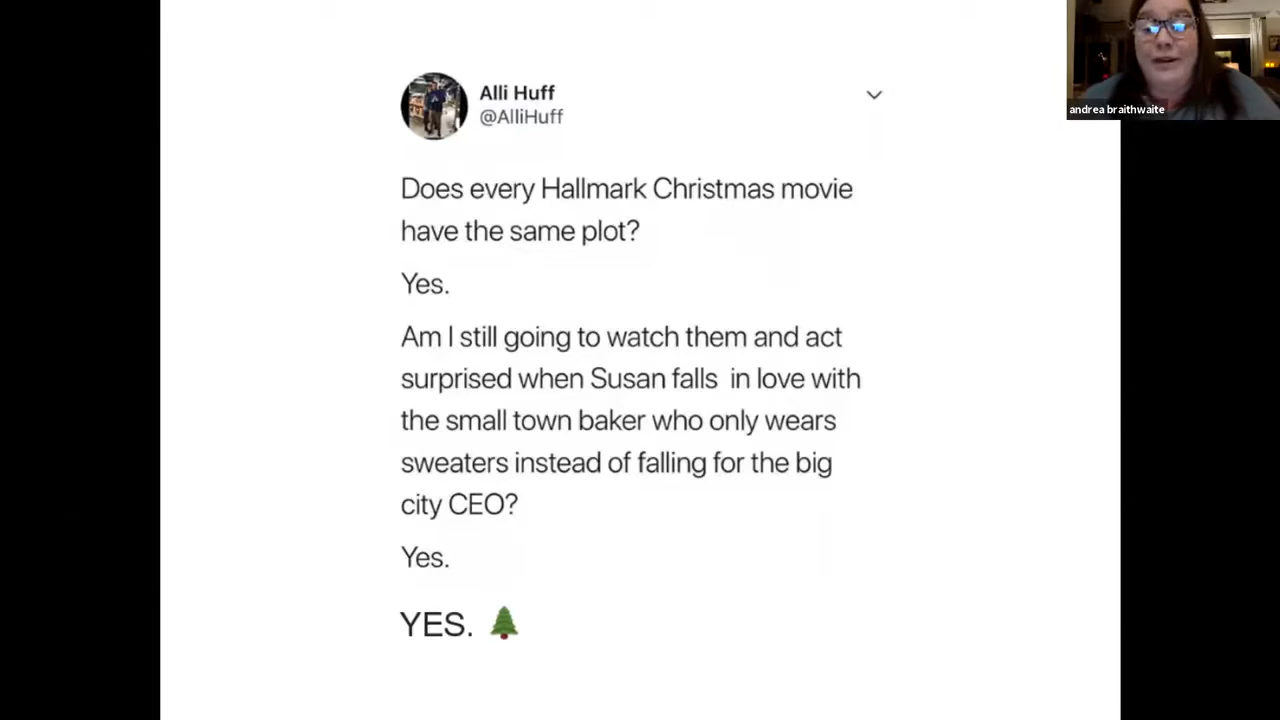 Alli Huff
@AlliHuff
andrea braithwaite
Does every Hallmark Christmas movie
have the same plot?
Yes.
Am I still going to watch them and act
surprised when Susan falls in love with
the small town baker who only wears
sweaters instead of falling for the big
city CEO?
Yes.
YES. 🎄